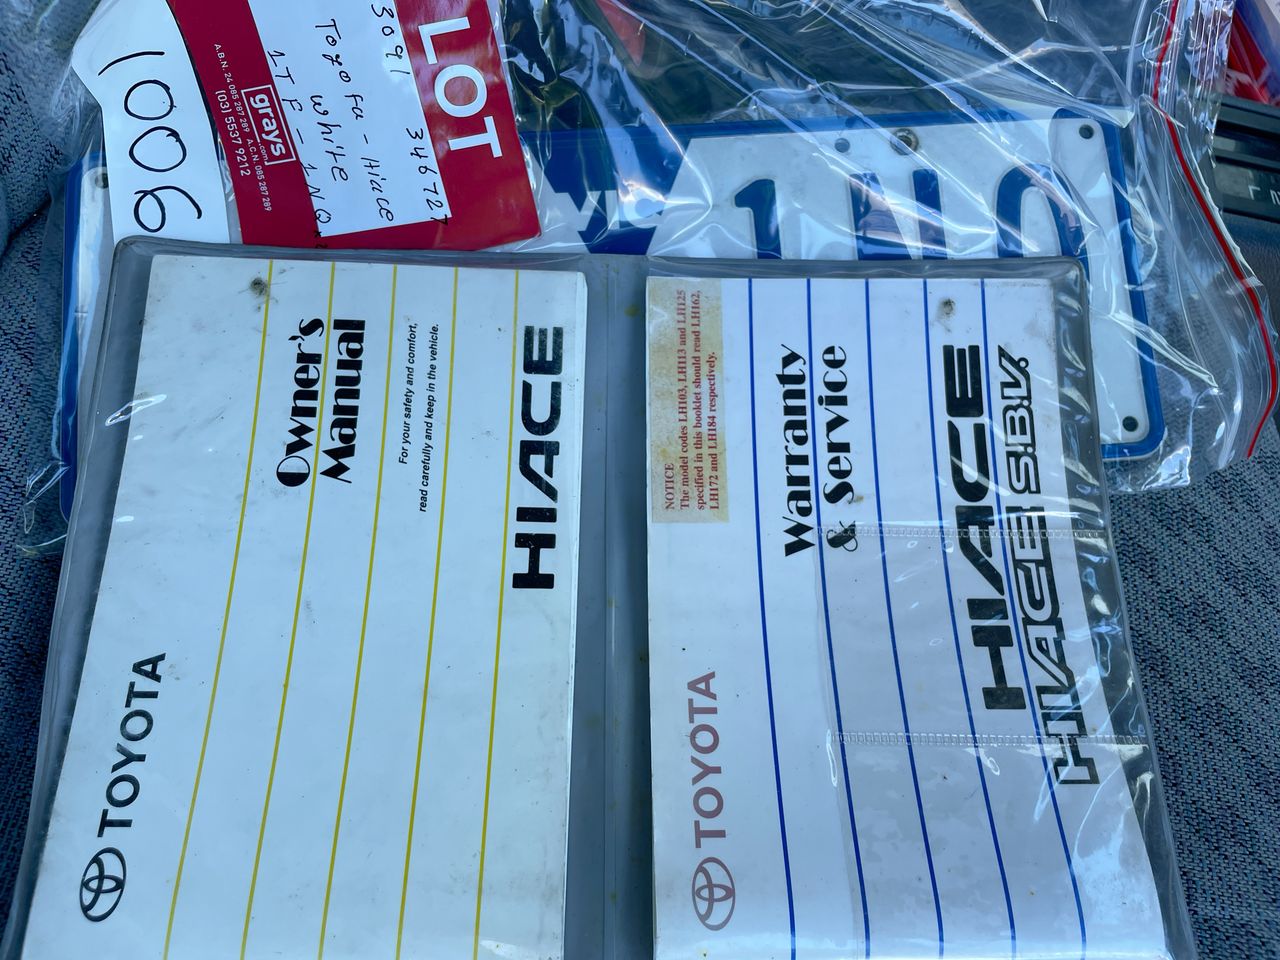 LOT
3091 346727
Toyota - Hiace
White
1TF-1NQ
grays
.com
A.B.N. 24 085 287 289 A.C.N. 085 287 289
(03) 5537 9212
1006
VIC
Owner's
Manual
For your safety and comfort,
read carefully and keep in the vehicle.
HIACE
TOYOTA
NOTICE
The model codes LH103, LH113 and LH125
specified in this booklet should read LH162,
LH172 and LH184 respectively.
Warranty
& Service
HIACE
HIACE S.B.V.
TOYOTA